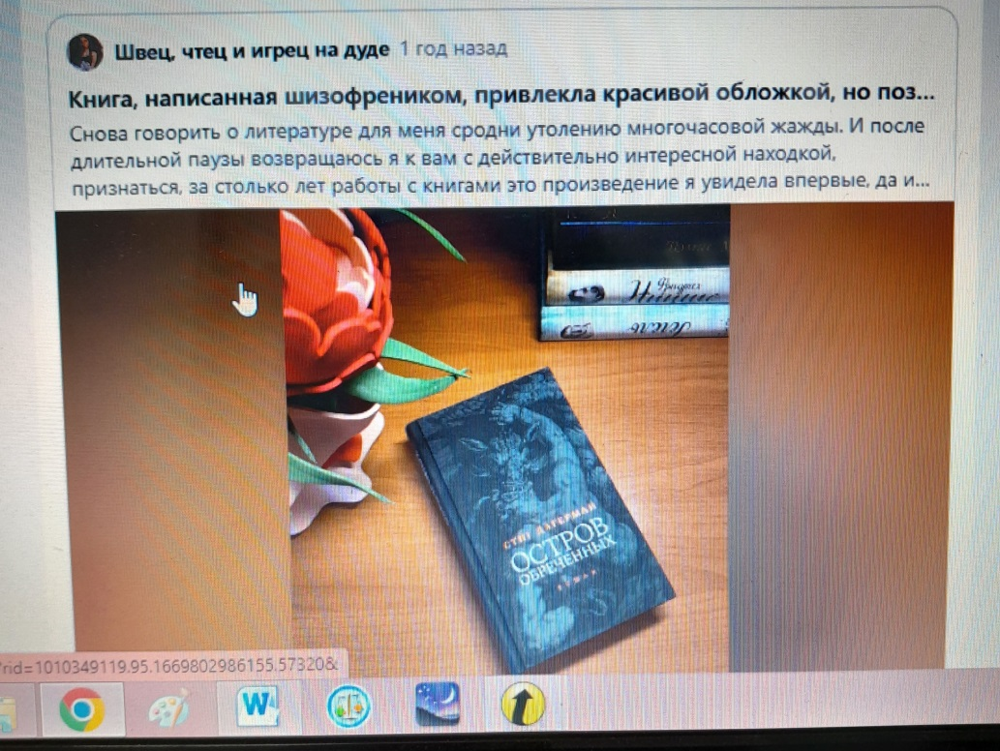 Швец, чтец и игрец на дуде 1 год назад
Книга, написанная шизофреником, привлекла красивой обложкой, но поз...
Снова говорить о литературе для меня сродни утолению многочасовой жажды. И после
длительной паузы возвращаюсь я к вам с действительно интересной находкой,
признаться, за столько лет работы с книгами это произведение я увидела впервые, да и...
Фридрих
Ницше
Гегель
СТИГ ДАГЕРМАН
ОСТРОВ
ОБРЕЧЕННЫХ
РОМАН
rid=1010349119.95.1669802986155.57320&
W